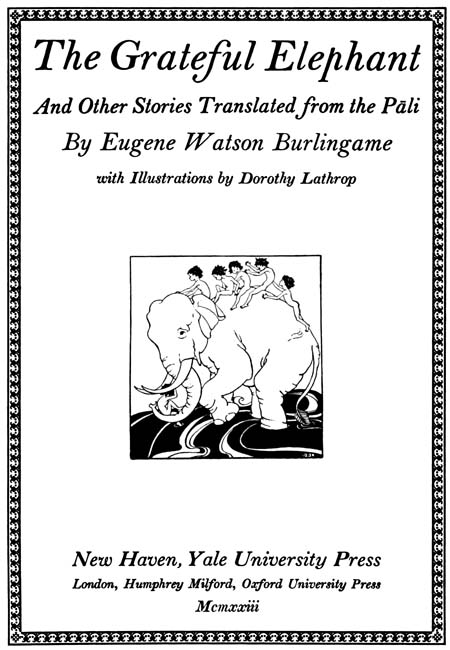 The Grateful Elephant
And Other Stories Translated from the Pāli
By Eugene Watson Burlingame
with Illustrations by Dorothy Lathrop
New Haven, Yale University Press
London, Humphrey Milford, Oxford University Press
Mcmxxiii